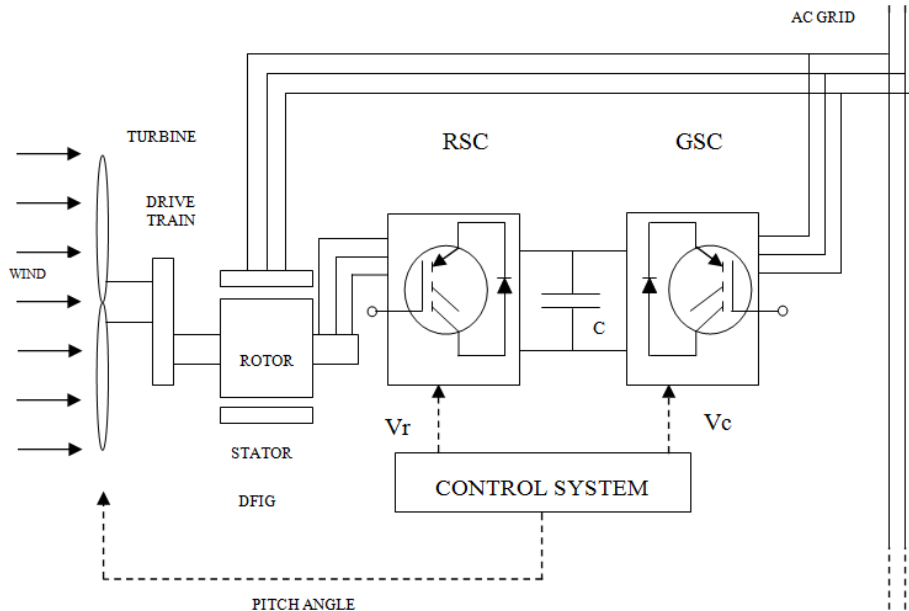 AC GRID
TURBINE
RSC
GSC
DRIVE
TRAIN
WIND
C
ROTOR
Vr
Vc
STATOR
CONTROL SYSTEM
DFIG
PITCH ANGLE